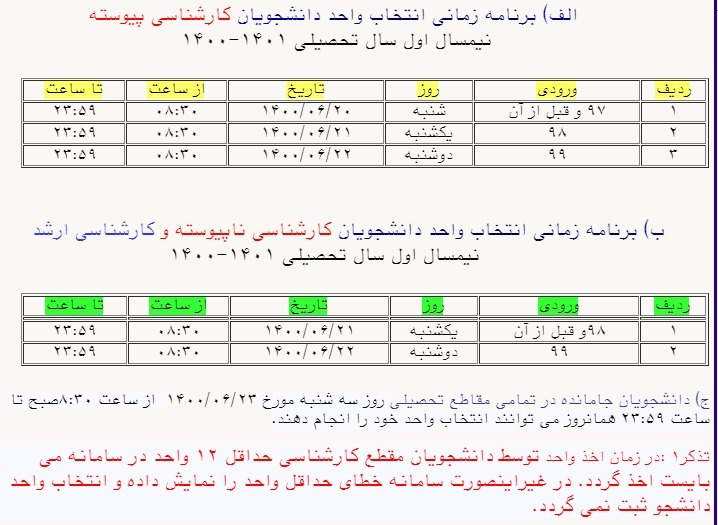 الف) برنامه زمانی انتخاب واحد دانشجویان کارشناسی پیوسته
نیمسال اول سال تحصیلی ۱۴۰۱-۱۴۰۰
ردیف ورودی روز تاریخ از ساعت تا ساعت
۱ ۹۷ و قبل از آن شنبه ۱۴۰۰/۰۶/۲۰ ۰۸:۳۰ ۲۳:۵۹
۲ ۹۸ یکشنبه ۱۴۰۰/۰۶/۲۱ ۰۸:۳۰ ۲۳:۵۹
۳ ۹۹ دوشنبه ۱۴۰۰/۰۶/۲۲ ۰۸:۳۰ ۲۳:۵۹
ب) برنامه زمانی انتخاب واحد دانشجویان کارشناسی ناپیوسته و کارشناسی ارشد
نیمسال اول سال تحصیلی ۱۴۰۱-۱۴۰۰
ردیف ورودی روز تاریخ از ساعت تا ساعت
۱ ۹۸و قبل از آن یکشنبه ۱۴۰۰/۰۶/۲۱ ۰۸:۳۰ ۲۳:۵۹
۲ ۹۹ دوشنبه ۱۴۰۰/۰۶/۲۲ ۰۸:۳۰ ۲۳:۵۹
ج) دانشجویان جامانده در تمامی مقاطع تحصیلی روز سه شنبه مورخ ۱۴۰۰/۰۶/۲۳ از ساعت ۸:۳۰صبح تا
ساعت ۲۳:۵۹ همانروز می توانند انتخاب واحد خود را انجام دهند.
تذکر۱ :در زمان اخذ واحد توسط دانشجویان مقطع کارشناسی حداقل ۱۲ واحد در سامانه می
بایست اخذ گردد. در غیراینصورت سامانه خطای حداقل واحد را نمایش داده و انتخاب واحد
دانشجو ثبت نمی گردد.